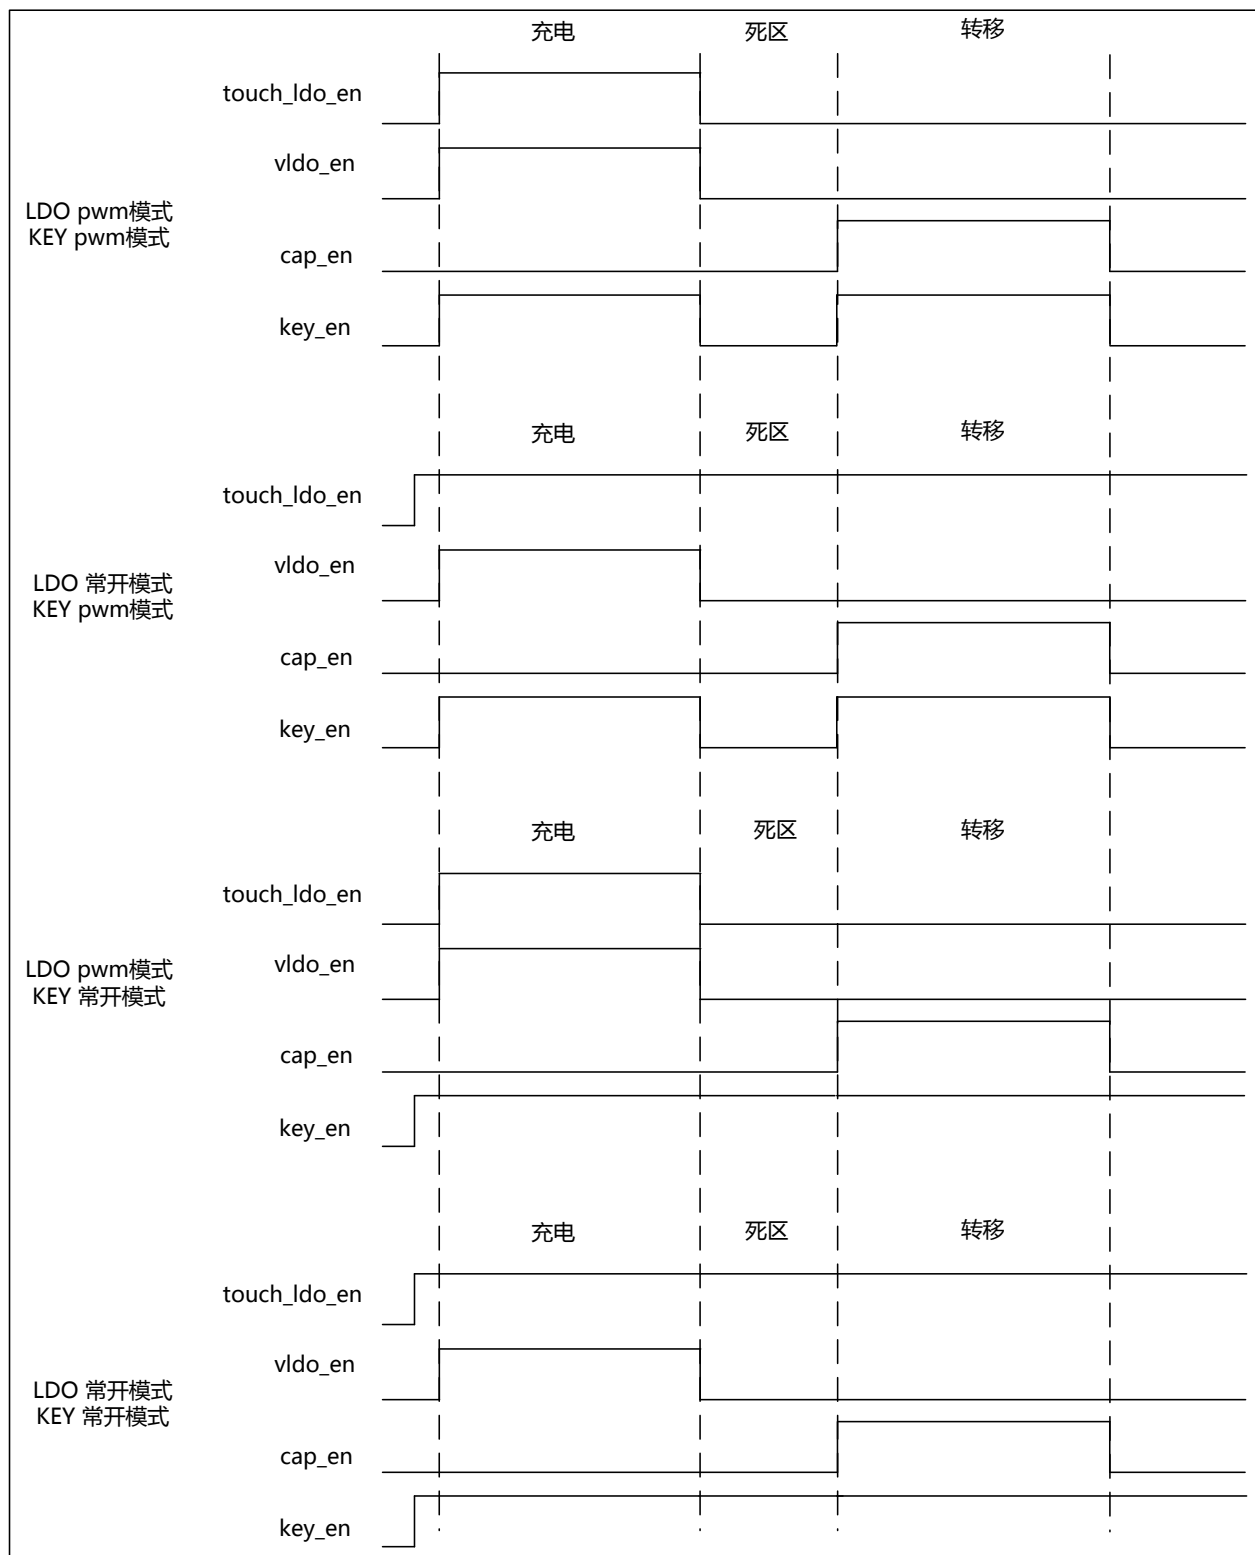 充电 死区 转移
touch_ldo_en
vldo_en
LDO pwm模式
KEY pwm模式
cap_en
key_en
充电 死区 转移
touch_ldo_en
vldo_en
LDO 常开模式
KEY pwm模式
cap_en
key_en
充电 死区 转移
touch_ldo_en
vldo_en
LDO pwm模式
KEY 常开模式
cap_en
key_en
充电 死区 转移
touch_ldo_en
vldo_en
LDO 常开模式
KEY 常开模式
cap_en
key_en